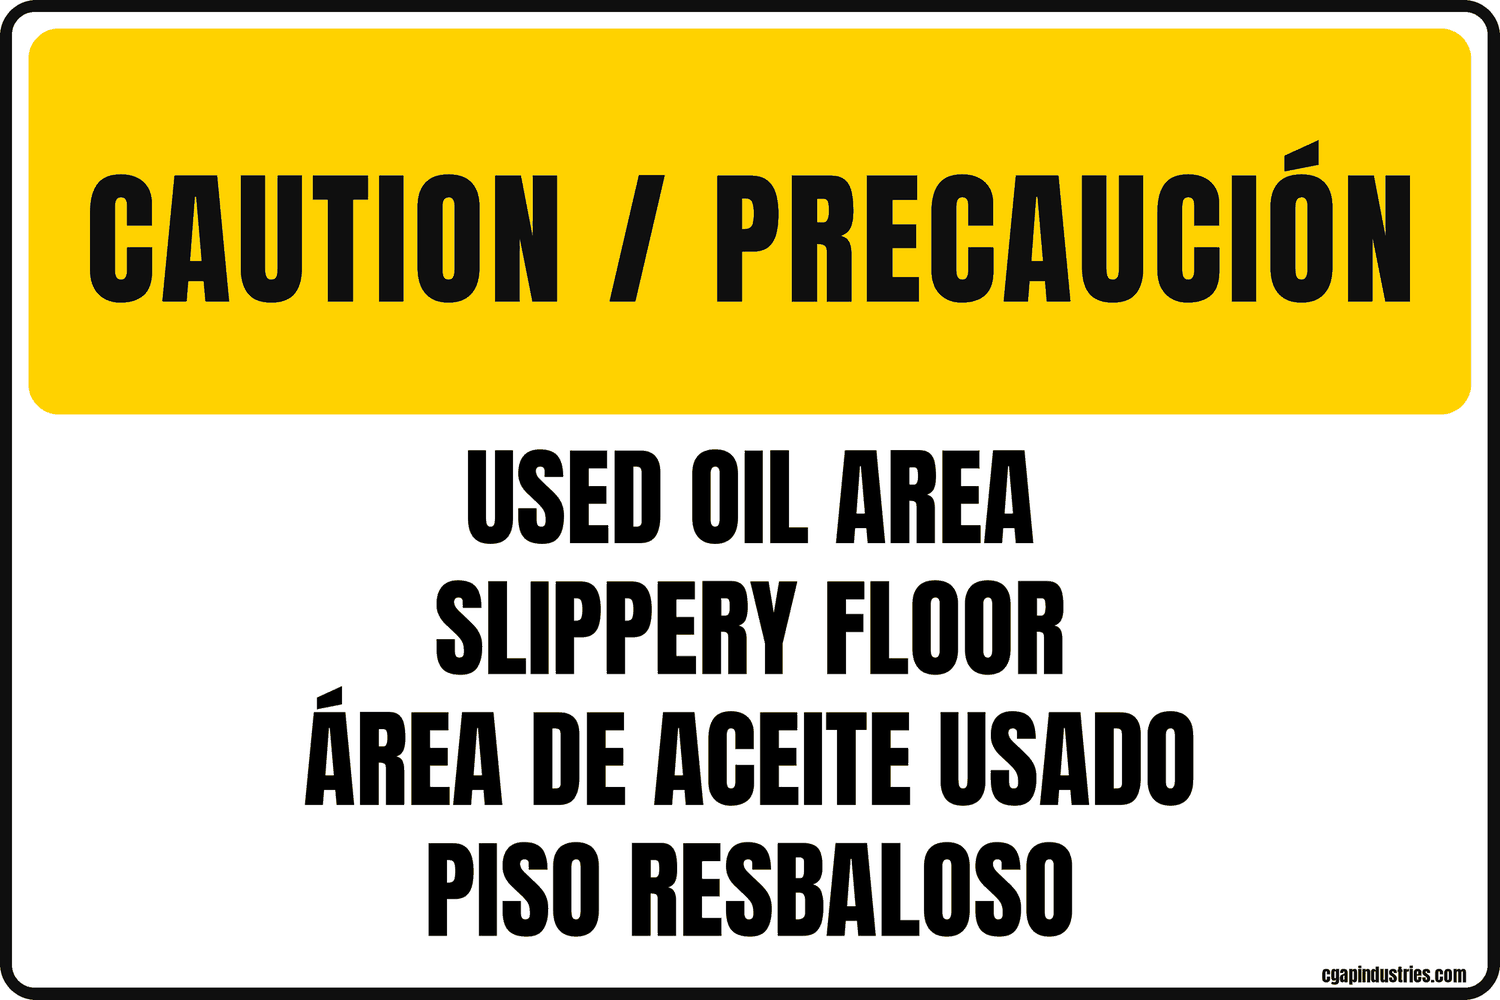 CAUTION / PRECAUCIÓN
USED OIL AREA
SLIPPERY FLOOR
ÁREA DE ACEITE USADO
PISO RESBALOSO
cgapindustries.com